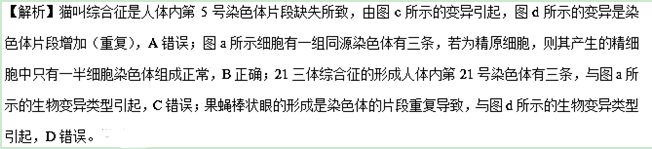 【解析】猫叫综合征是人体内第 5 号染色体片段缺失所致，由图 c 所示的变异引起，图 d 所示的变异是染
色体片段增加（重复），A 错误；图 a 所示细胞有一组同源染色体有三条，若为精原细胞，则其产生的精细
胞中只有一半细胞染色体组成正常，B 正确；21 三体综合征的形成人体内第 21 号染色体有三条，与图 a 所
示的生物变异类型引起，C 错误；果蝇棒状眼的形成是染色体的片段重复导致，与图 d 所示的生物变异类型
引起，D 错误。